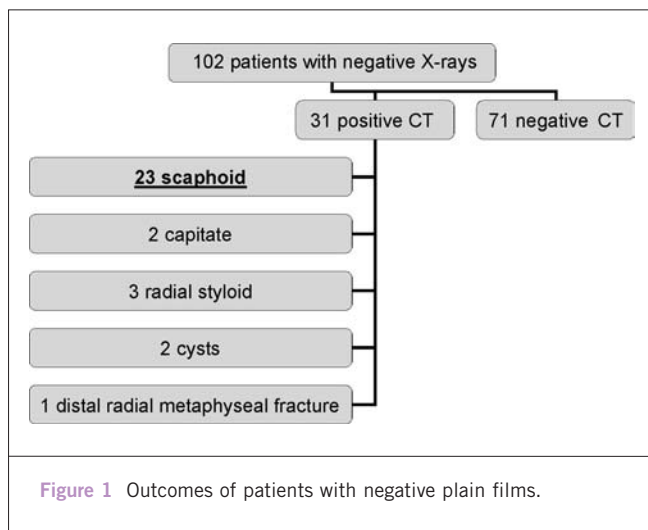 102 patients with negative X-rays
31 positive CT
71 negative CT
23 scaphoid
2 capitate
3 radial styloid
2 cysts
1 distal radial metaphyseal fracture
Figure 1 Outcomes of patients with negative plain films.